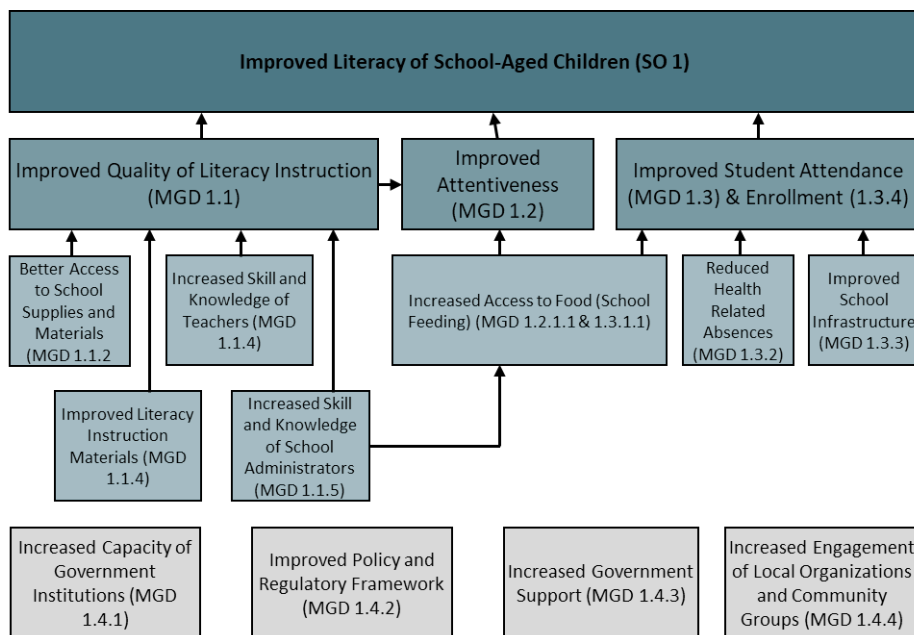 Improved Literacy of School-Aged Children (SO 1)
Improved Quality of Literacy Instruction
(MGD 1.1)
Improved
Attentiveness
(MGD 1.2)
Improved Student Attendance
(MGD 1.3) & Enrollment (1.3.4)
Better Access
to School
Supplies and
Materials
(MGD 1.1.2
Increased Skill and
Knowledge of
Teachers (MGD
1.1.4)
Increased Access to Food (School
Feeding) (MGD 1.2.1.1 & 1.3.1.1)
Reduced
Health
Related
Absences
(MGD 1.3.2)
Improved
School
Infrastructure
(MGD 1.3.3)
Improved Literacy
Instruction
Materials (MGD
1.1.4)
Increased Skill
and Knowledge
of School
Administrators
(MGD 1.1.5)
Increased Capacity of
Government
Institutions (MGD
1.4.1)
Improved Policy and
Regulatory Framework
(MGD 1.4.2)
Increased Government
Support (MGD 1.4.3)
Increased Engagement
of Local Organizations
and Community
Groups (MGD 1.4.4)